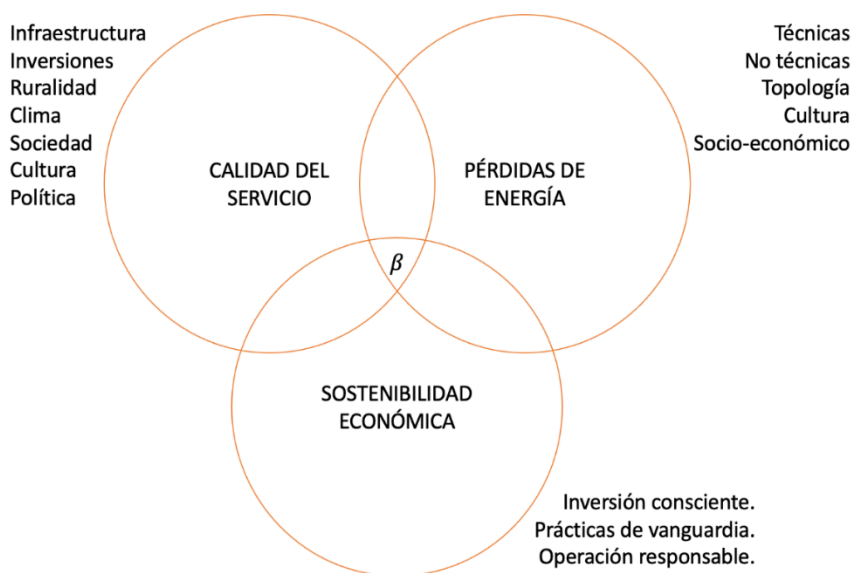 Infraestructura
Inversiones
Ruralidad
Clima
Sociedad
Cultura
Política
Técnicas
No técnicas
Topología
Cultura
Socio-económico
CALIDAD DEL
SERVICIO
PÉRDIDAS DE
ENERGÍA
β
SOSTENIBILIDAD
ECONÓMICA
Inversión consciente.
Prácticas de vanguardia.
Operación responsable.